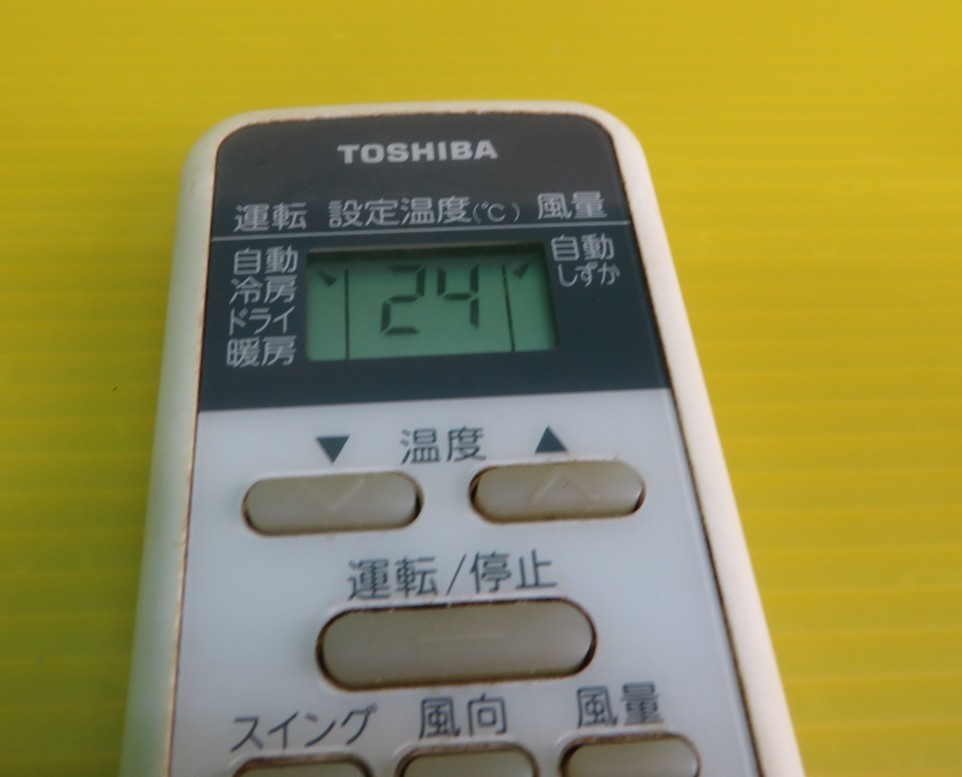 TOSHIBA
運転 設定温度(℃) 風量
自動 自動
冷房 しずか
ドライ
暖房
24
▼ 温度 ▲
運転/停止
スイング 風向 風量